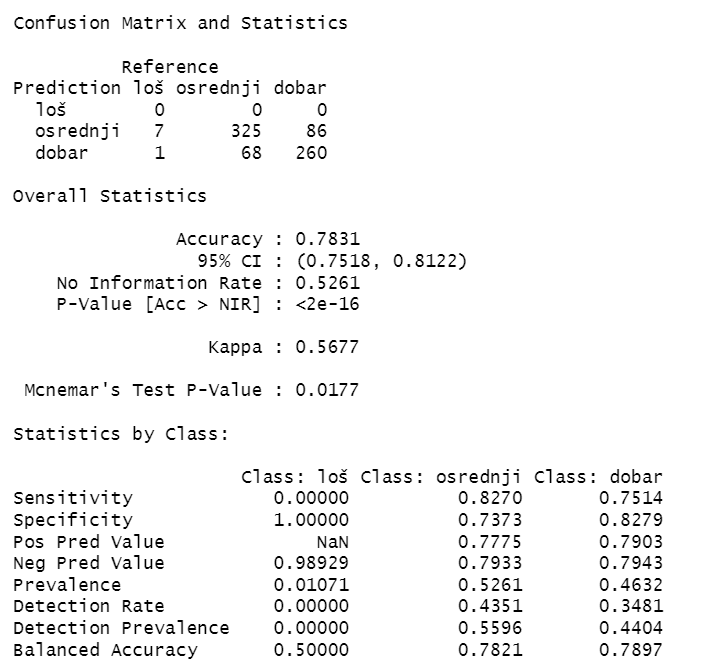 Confusion Matrix and Statistics
Reference
Prediction loš osrednji dobar
loš 0 0 0
osrednji 7 325 86
dobar 1 68 260
Overall Statistics
Accuracy : 0.7831
95% CI : (0.7518, 0.8122)
No Information Rate : 0.5261
P-Value [Acc > NIR] : <2e-16
Kappa : 0.5677
Mcnemar's Test P-Value : 0.0177
Statistics by Class:
Class: loš Class: osrednji Class: dobar
Sensitivity 0.00000 0.8270 0.7514
Specificity 1.00000 0.7373 0.8279
Pos Pred Value NaN 0.7775 0.7903
Neg Pred Value 0.98929 0.7933 0.7943
Prevalence 0.01071 0.5261 0.4632
Detection Rate 0.00000 0.4351 0.3481
Detection Prevalence 0.00000 0.5596 0.4404
Balanced Accuracy 0.50000 0.7821 0.7897